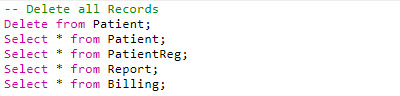 -- Delete all Records
Delete from Patient;
Select * from Patient;
Select * from PatientReg;
Select * from Report;
Select * from Billing;